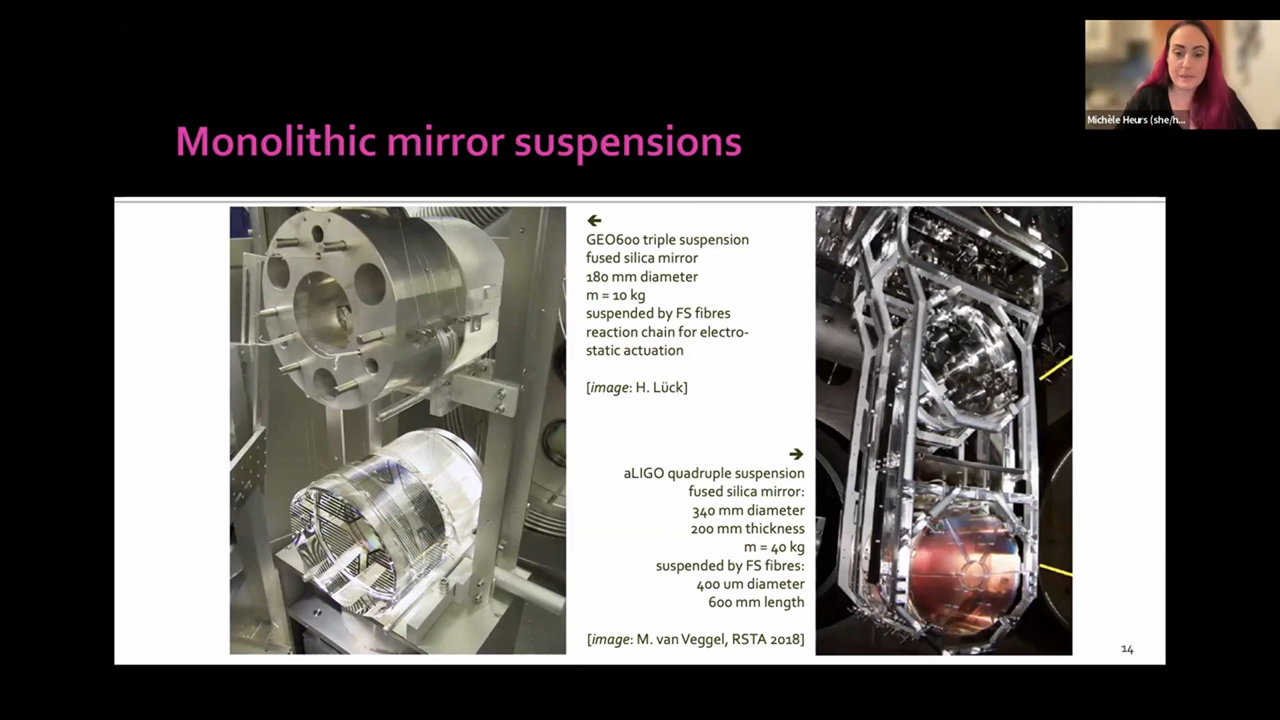 Michèle Heurs (she/h...
Monolithic mirror suspensions
←
GEO600 triple suspension
fused silica mirror
180 mm diameter
m = 10 kg
suspended by FS fibres
reaction chain for electro-
static actuation
[image: H. Lück]
→
aLIGO quadruple suspension
fused silica mirror:
340 mm diameter
200 mm thickness
m = 40 kg
suspended by FS fibres:
400 um diameter
600 mm length
[image: M. van Veggel, RSTA 2018]
14